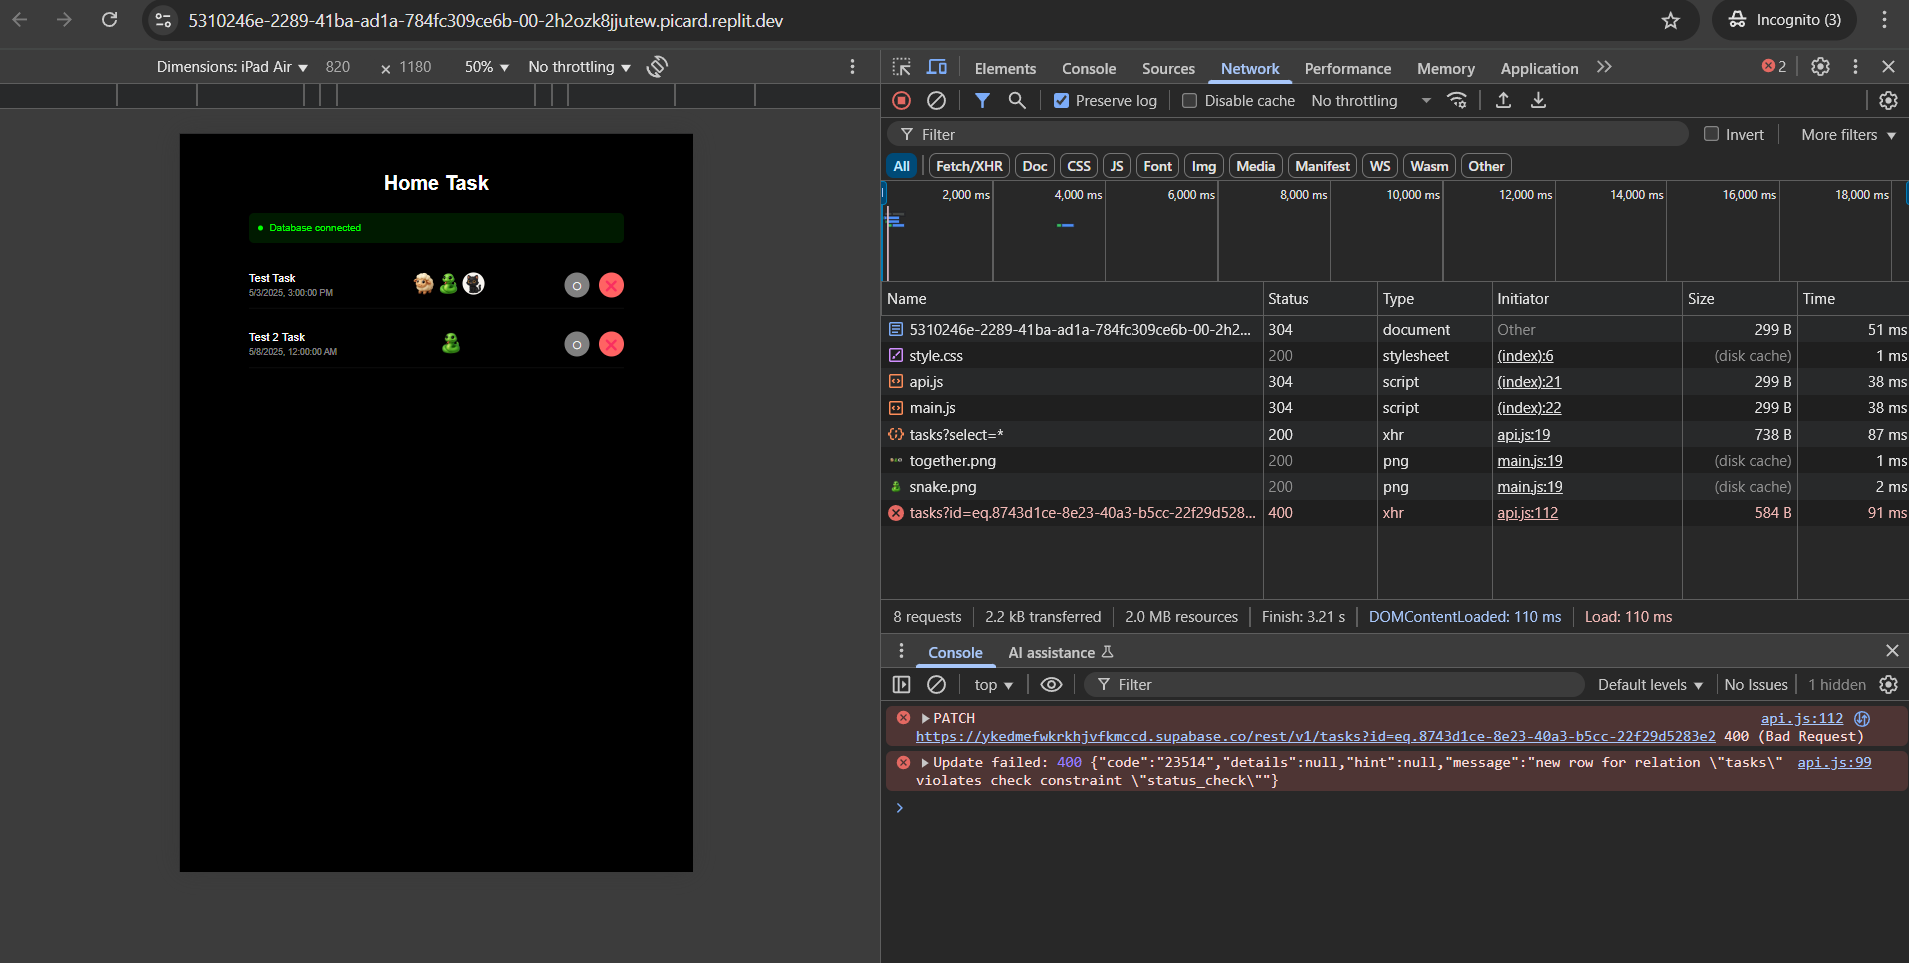 5310246e-2289-41ba-ad1a-784fc309ce6b-00-2h2ozk8jjutew.picard.replit.dev
Incognito (3)
Dimensions: iPad Air 820 × 1180 50% No throttling
Elements Console Sources Network Performance Memory Application 2
Preserve log Disable cache No throttling
Filter Invert More filters
All Fetch/XHR Doc CSS JS Font Img Media Manifest WS Wasm Other
2,000 ms 4,000 ms 6,000 ms 8,000 ms 10,000 ms 12,000 ms 14,000 ms 16,000 ms 18,000 ms
Home Task
Database connected
Test Task
5/3/2025, 3:00:00 PM
Test 2 Task
5/8/2025, 12:00:00 AM
Name Status Type Initiator Size Time
5310246e-2289-41ba-ad1a-784fc309ce6b-00-2h2... 304 document Other 299 B 51 ms
style.css 200 stylesheet (index):6 (disk cache) 1 ms
api.js 304 script (index):21 299 B 38 ms
main.js 304 script (index):22 299 B 38 ms
tasks?select=* 200 xhr api.js:19 738 B 87 ms
together.png 200 png main.js:19 (disk cache) 1 ms
snake.png 200 png main.js:19 (disk cache) 2 ms
tasks?id=eq.8743d1ce-8e23-40a3-b5cc-22f29d528... 400 xhr api.js:112 584 B 91 ms
8 requests 2.2 kB transferred 2.0 MB resources Finish: 3.21 s DOMContentLoaded: 110 ms Load: 110 ms
Console AI assistance
top Filter Default levels No Issues 1 hidden
PATCH api.js:112
https://ykedmefwkrkhjvfkmccd.supabase.co/rest/v1/tasks?id=eq.8743d1ce-8e23-40a3-b5cc-22f29d5283e2 400 (Bad Request)
Update failed: 400 {"code":"23514","details":null,"hint":null,"message":"new row for relation \"tasks\" api.js:99
violates check constraint \"status_check\""}